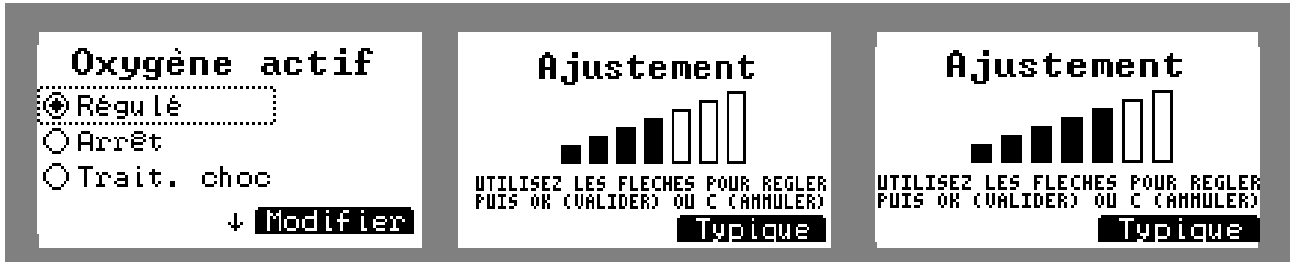 Oxygène actif
Régulé
Arrêt
Trait. choc
↓ Modifier
Ajustement
UTILISEZ LES FLECHES POUR REGLER
PUIS OK (VALIDER) OU C (ANNULER)
Typique
Ajustement
UTILISEZ LES FLECHES POUR REGLER
PUIS OK (VALIDER) OU C (ANNULER)
Typique